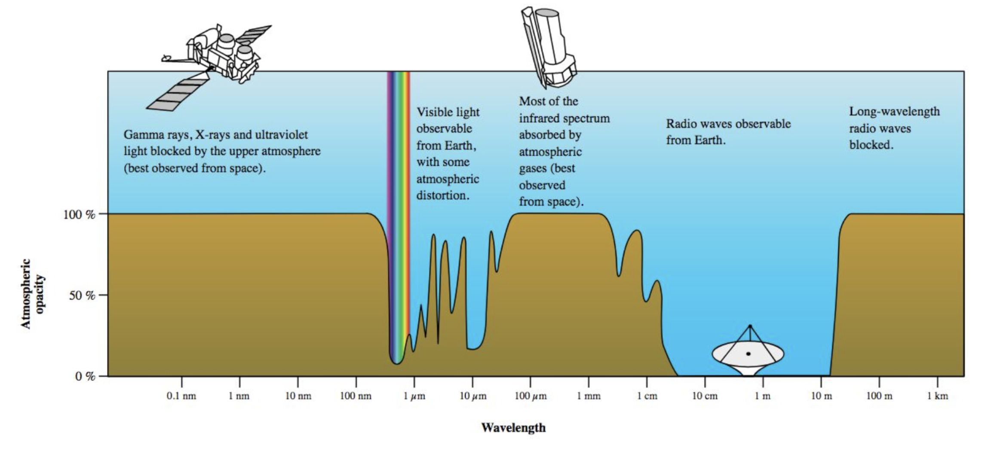 Gamma rays, X-rays and ultraviolet
light blocked by the upper atmosphere
(best observed from space).
Visible light
observable
from Earth,
with some
atmospheric
distortion.
Most of the
infrared spectrum
absorbed by
atmospheric
gases (best
observed
from space).
Radio waves observable
from Earth.
Long-wavelength
radio waves
blocked.
Atmospheric
opacity
100 %
50 %
0 %
0.1 nm 1 nm 10 nm 100 nm 1 μm 10 μm 100 μm 1 mm 1 cm 10 cm 1 m 10 m 100 m 1 km
Wavelength